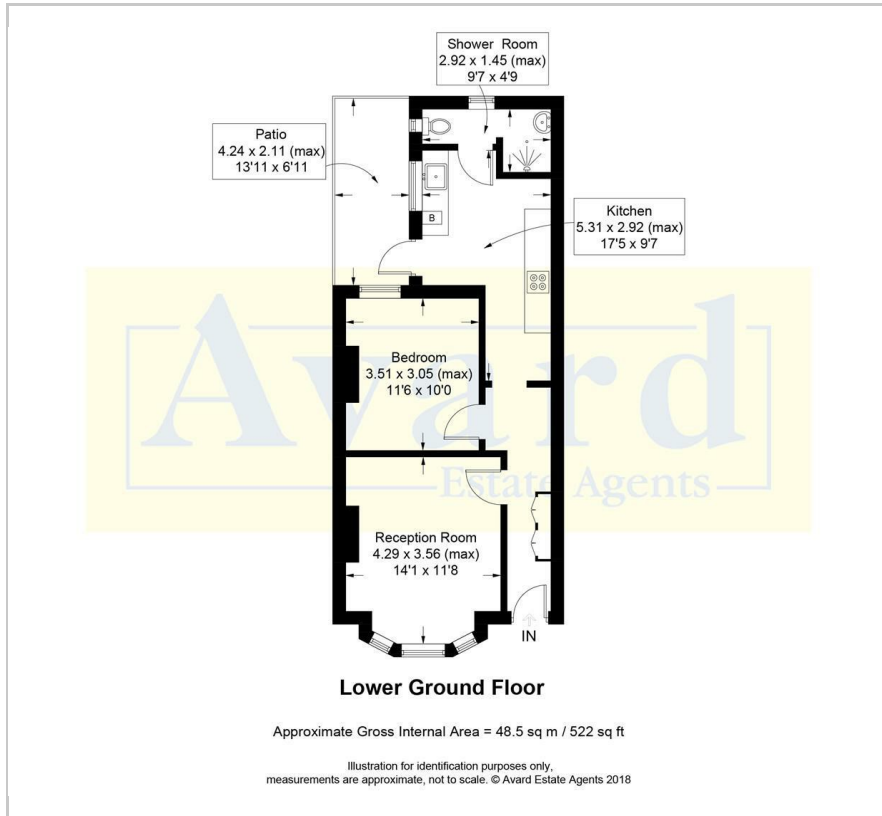 Shower Room
2.92 x 1.45 (max)
9'7 x 4'9
Patio
4.24 x 2.11 (max)
13'11 x 6'11
Kitchen
5.31 x 2.92 (max)
17'5 x 9'7
B
Bedroom
3.51 x 3.05 (max)
11'6 x 10'0
Avard
Estate Agents
Reception Room
4.29 x 3.56 (max)
14'1 x 11'8
IN
Lower Ground Floor
Approximate Gross Internal Area = 48.5 sq m / 522 sq ft
Illustration for identification purposes only,
measurements are approximate, not to scale. © Avard Estate Agents 2018